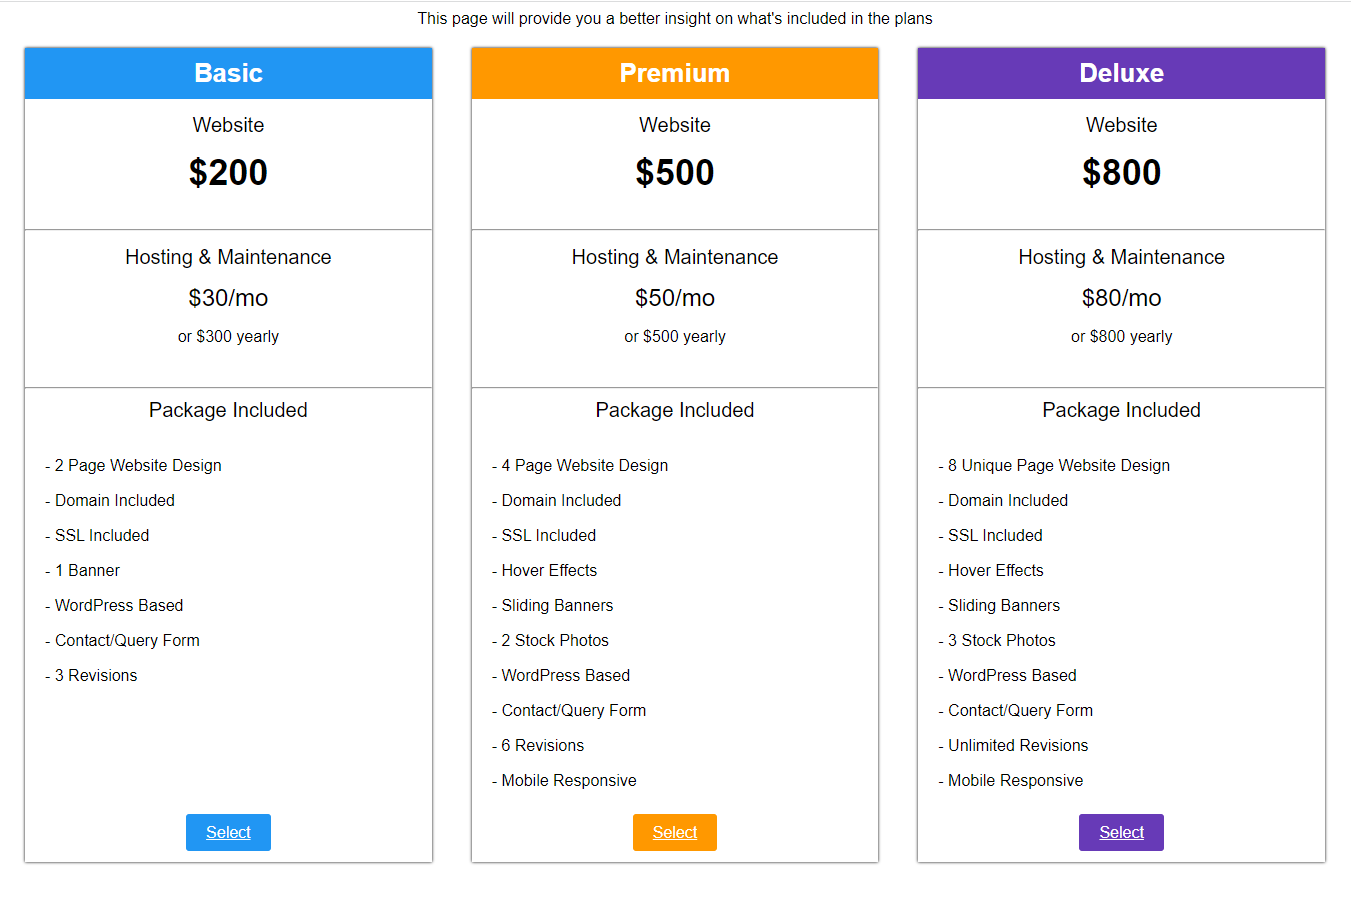 This page will provide you a better insight on what's included in the plans
Basic
Website
$200
Hosting & Maintenance
$30/mo
or $300 yearly
Package Included
- 2 Page Website Design
- Domain Included
- SSL Included
- 1 Banner
- WordPress Based
- Contact/Query Form
- 3 Revisions
Select
Premium
Website
$500
Hosting & Maintenance
$50/mo
or $500 yearly
Package Included
- 4 Page Website Design
- Domain Included
- SSL Included
- Hover Effects
- Sliding Banners
- 2 Stock Photos
- WordPress Based
- Contact/Query Form
- 6 Revisions
- Mobile Responsive
Select
Deluxe
Website
$800
Hosting & Maintenance
$80/mo
or $800 yearly
Package Included
- 8 Unique Page Website Design
- Domain Included
- SSL Included
- Hover Effects
- Sliding Banners
- 3 Stock Photos
- WordPress Based
- Contact/Query Form
- Unlimited Revisions
- Mobile Responsive
Select